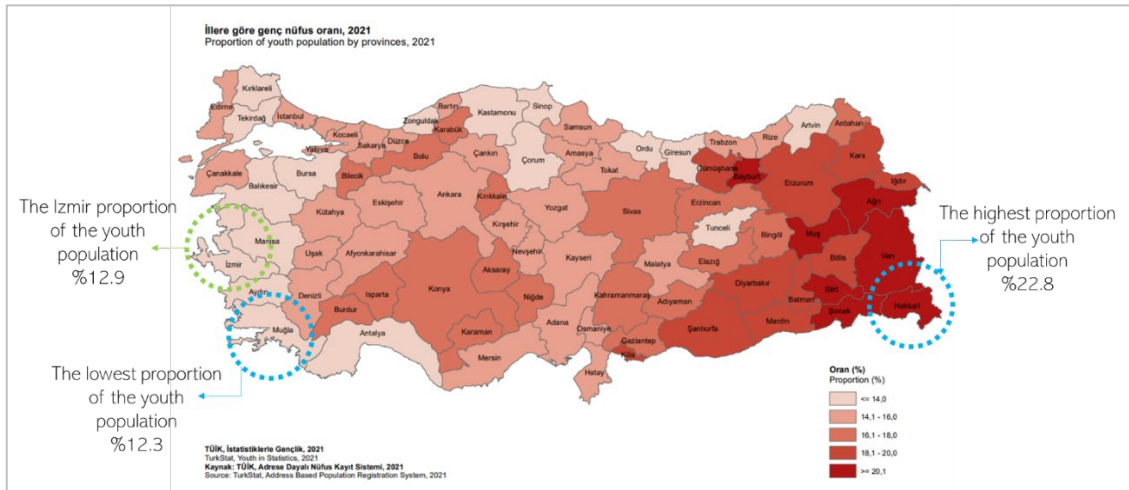 İllere göre genç nüfus oranı, 2021
Proportion of youth population by provinces, 2021
Kırklareli
Edirne
Tekirdağ
İstanbul
Kocaeli
Yalova
Sakarya
Düzce
Zonguldak
Bartın
Karabük
Kastamonu
Sinop
Samsun
Ordu
Giresun
Trabzon
Rize
Artvin
Ardahan
Kars
Iğdır
Çanakkale
Balıkesir
Bursa
Bilecik
Bolu
Çankırı
Çorum
Amasya
Tokat
Gümüşhane
Bayburt
Erzurum
Ağrı
Kütahya
Eskişehir
Ankara
Kırıkkale
Yozgat
Sivas
Erzincan
Tunceli
Bingöl
Muş
Bitlis
Van
Manisa
İzmir
Uşak
Afyonkarahisar
Kırşehir
Nevşehir
Kayseri
Malatya
Elazığ
Diyarbakır
Batman
Siirt
Şırnak
Hakkari
Aydın
Denizli
Isparta
Burdur
Konya
Aksaray
Niğde
Kahramanmaraş
Adıyaman
Şanlıurfa
Mardin
Muğla
Antalya
Karaman
Mersin
Adana
Osmaniye
Gaziantep
Kilis
Hatay
The Izmir proportion
of the youth
population
%12.9
The lowest proportion
of the youth
population
%12.3
The highest proportion
of the youth
population
%22.8
Oran (%)
Proportion (%)
<= 14,0
14,1 - 16,0
16,1 - 18,0
18,1 - 20,0
>= 20,1
TÜİK, İstatistiklerle Gençlik, 2021
TurkStat, Youth in Statistics, 2021
Kaynak: TÜİK, Adrese Dayalı Nüfus Kayıt Sistemi, 2021
Source: TurkStat, Address Based Population Registration System, 2021